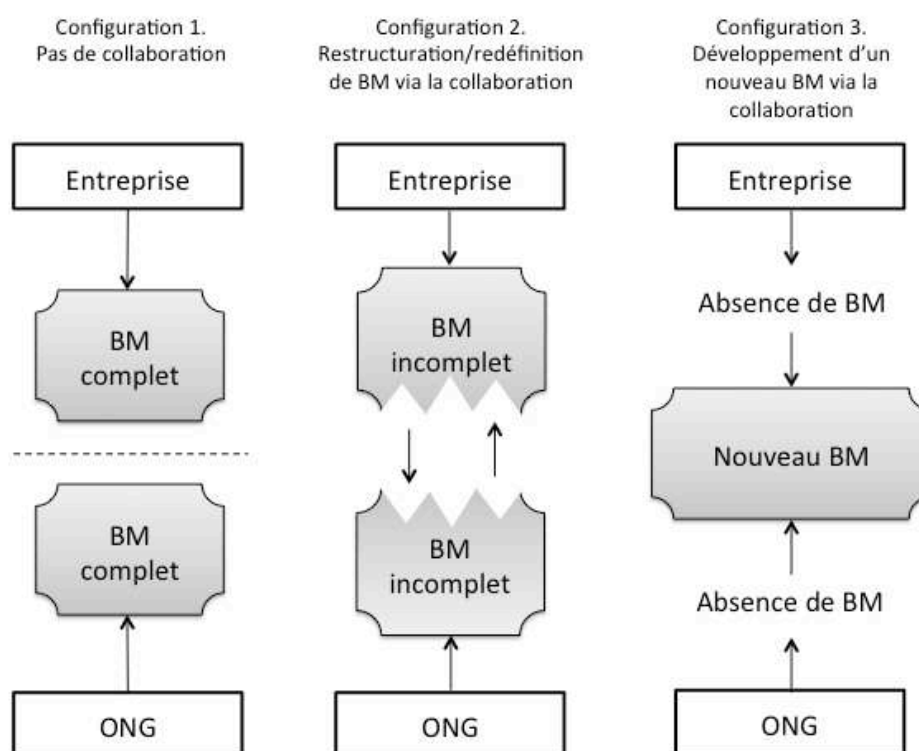 Configuration 1.
Pas de collaboration
Configuration 2.
Restructuration/redéfinition
de BM via la collaboration
Configuration 3.
Développement d’un
nouveau BM via la
collaboration
Entreprise
Entreprise
Entreprise
BM
complet
BM
incomplet
Absence de BM
Nouveau BM
BM
complet
BM
incomplet
Absence de BM
ONG
ONG
ONG